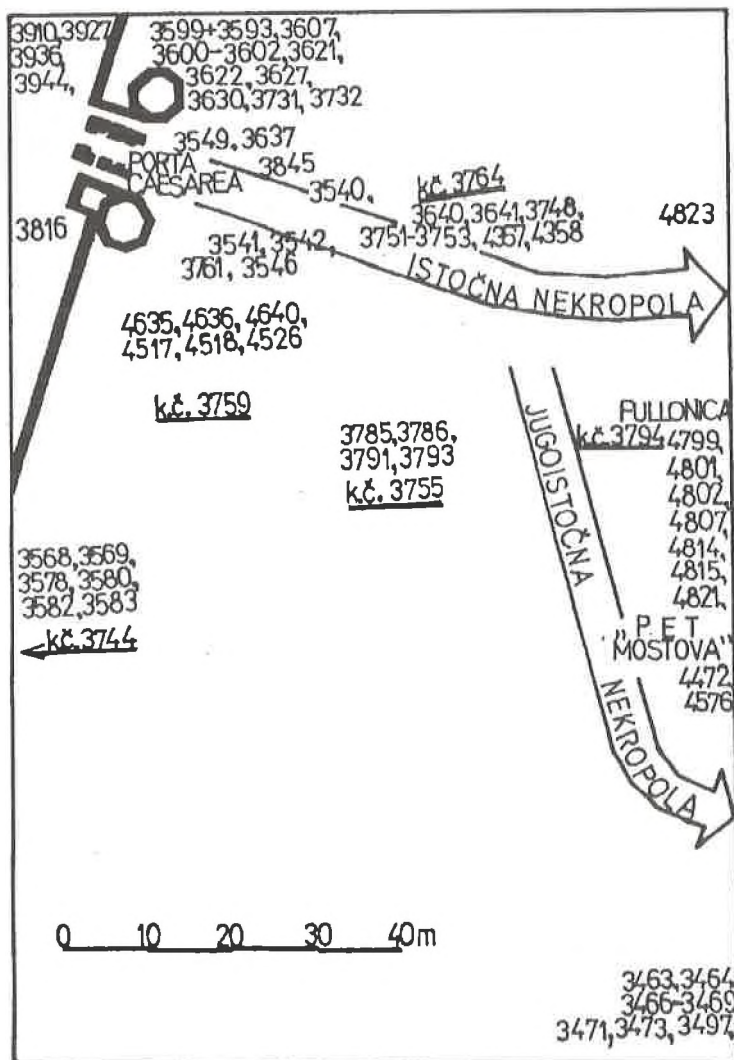 3910,3927
3936,
3944,
3599+3593,3607,
3600-3602,3621,
3622,3627,
3630,3731,3732
3549,3637
3845
3540,
PORTA
CAESAREA
3816
k.č.3764
3640,3641,3748,
3751-3753,4357,4358
4823
3541,3542,
3761,3546
ISTOČNA NEKROPOLA
4635,4636,4640,
4517,4518,4526
k.č. 3759
3785,3786,
3791,3793
k.č. 3755
JUGOISTOČNA
NEKROPOLA
FULLONICA
k.č.3794 4799,
4801,
4802,
4807,
4814,
4815,
4821,
„PET
MOSTOVA"
4472,
4576
3568,3569,
3578,3580,
3582,3583
k.č.3744
0 10 20 30 40m
3463,3464
3466-3469
3471,3473,3497,